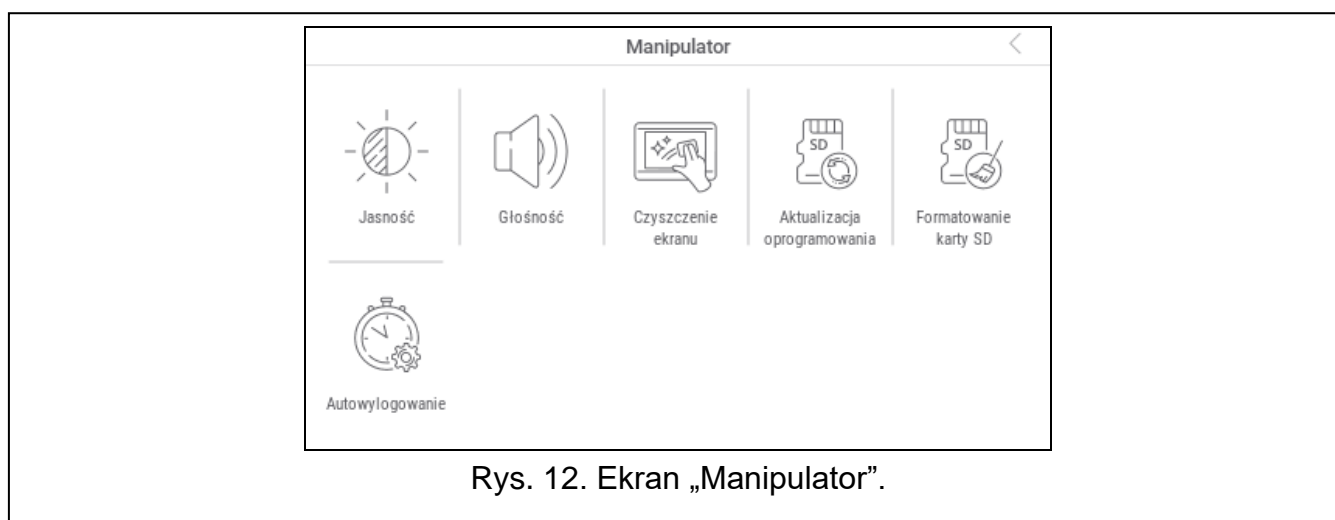 Manipulator
SD
SD
Jasność
Głośność
Czyszczenie
ekranu
Aktualizacja
oprogramowania
Formatowanie
karty SD
Autowylogowanie
Rys. 12. Ekran „Manipulator”.